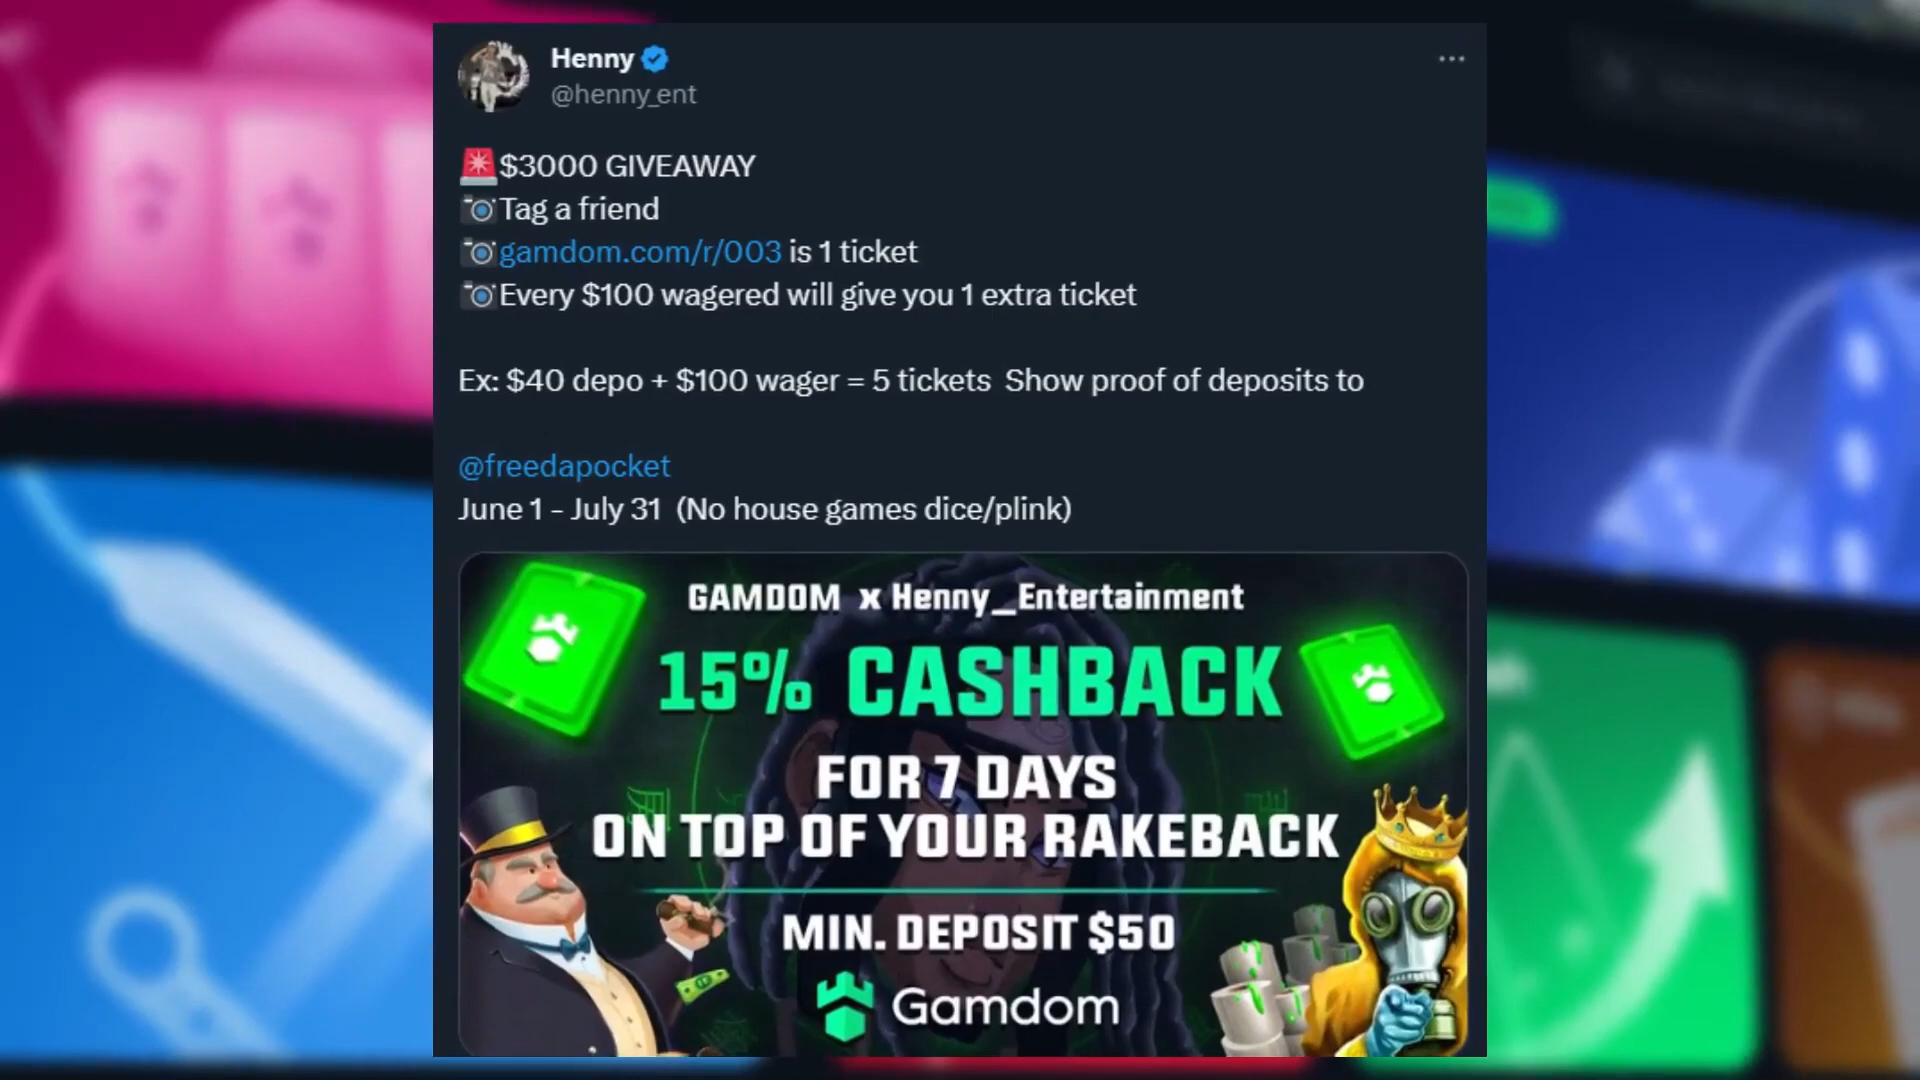 Henny
@henny_ent
$3000 GIVEAWAY
Tag a friend
gamdom.com/r/003 is 1 ticket
Every $100 wagered will give you 1 extra ticket
Ex: $40 depo + $100 wager = 5 tickets  Show proof of deposits to
@freedapocket
June 1 - July 31  (No house games dice/plink)
GAMDOM x Henny_Entertainment
15% CASHBACK
FOR 7 DAYS
ON TOP OF YOUR RAKEBACK
MIN. DEPOSIT $50
Gamdom